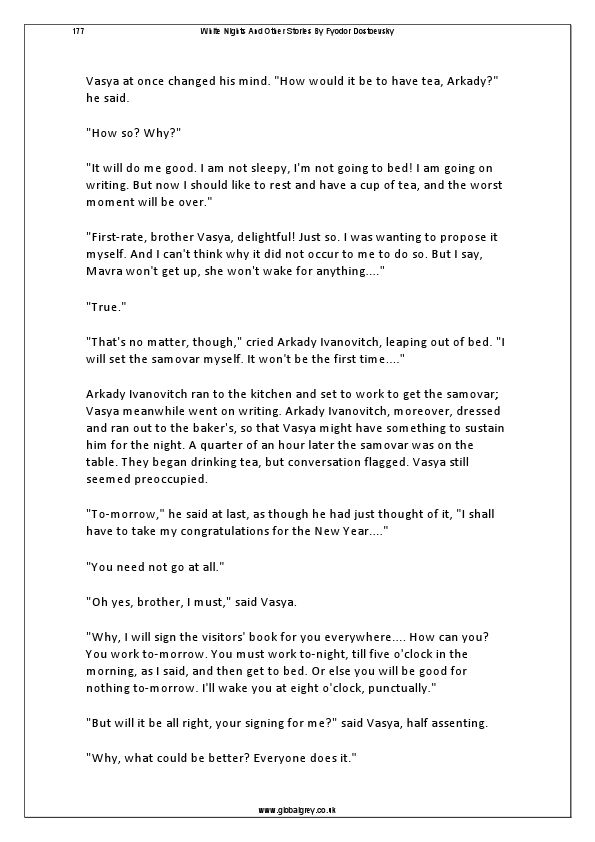 177 White Nights And Other Stories By Fyodor Dostoevsky
Vasya at once changed his mind. "How would it be to have tea, Arkady?"
he said.
"How so? Why?"
"It will do me good. I am not sleepy, I'm not going to bed! I am going on
writing. But now I should like to rest and have a cup of tea, and the worst
moment will be over."
"First-rate, brother Vasya, delightful! Just so. I was wanting to propose it
myself. And I can't think why it did not occur to me to do so. But I say,
Mavra won't get up, she won't wake for anything...."
"True."
"That's no matter, though," cried Arkady Ivanovitch, leaping out of bed. "I
will set the samovar myself. It won't be the first time...."
Arkady Ivanovitch ran to the kitchen and set to work to get the samovar;
Vasya meanwhile went on writing. Arkady Ivanovitch, moreover, dressed
and ran out to the baker's, so that Vasya might have something to sustain
him for the night. A quarter of an hour later the samovar was on the
table. They began drinking tea, but conversation flagged. Vasya still
seemed preoccupied.
"To-morrow," he said at last, as though he had just thought of it, "I shall
have to take my congratulations for the New Year...."
"You need not go at all."
"Oh yes, brother, I must," said Vasya.
"Why, I will sign the visitors' book for you everywhere.... How can you?
You work to-morrow. You must work to-night, till five o'clock in the
morning, as I said, and then get to bed. Or else you will be good for
nothing to-morrow. I'll wake you at eight o'clock, punctually."
"But will it be all right, your signing for me?" said Vasya, half assenting.
"Why, what could be better? Everyone does it."
www.globalgrey.co.uk